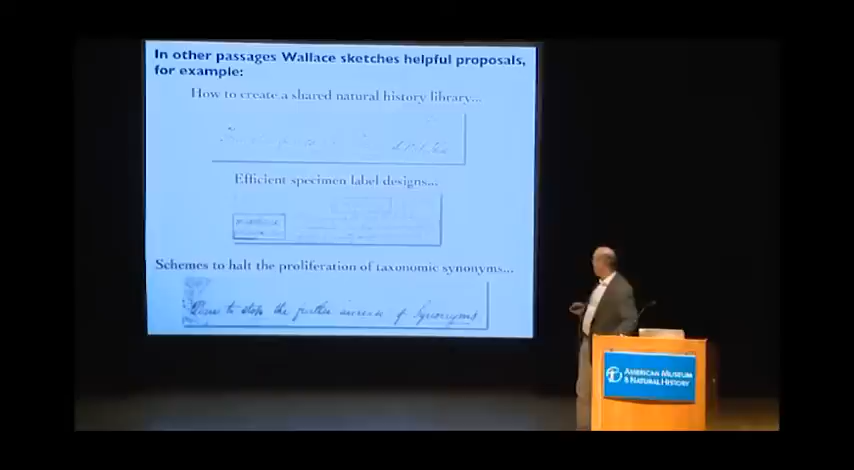 In other passages Wallace sketches helpful proposals,
for example:
How to create a shared natural history library...
Efficient specimen label designs...
Schemes to halt the proliferation of taxonomic synonyms...
to stop the further increase of Synonyms
AMERICAN MUSEUM
& NATURAL HISTORY